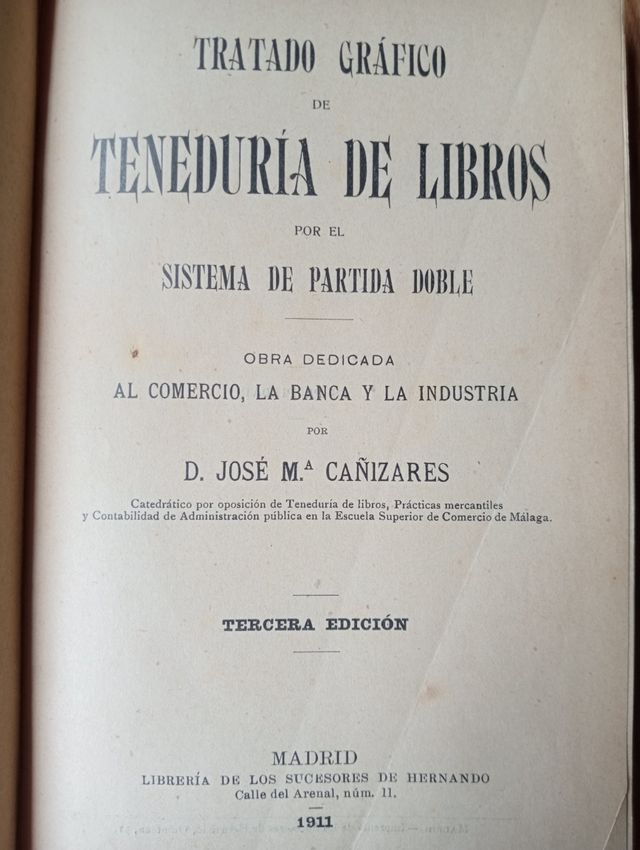 TRATADO GRÁFICO
DE
TENEDURÍA DE LIBROS
POR EL
SISTEMA DE PARTIDA DOBLE
OBRA DEDICADA
AL COMERCIO, LA BANCA Y LA INDUSTRIA
POR
D. JOSÉ M.ª CAÑIZARES
Catedrático por oposición de Teneduría de libros, Prácticas mercantiles
y Contabilidad de Administración pública en la Escuela Superior de Comercio de Málaga.
TERCERA EDICIÓN
MADRID
LIBRERÍA DE LOS SUCESORES DE HERNANDO
Calle del Arenal, núm. 11.
1911